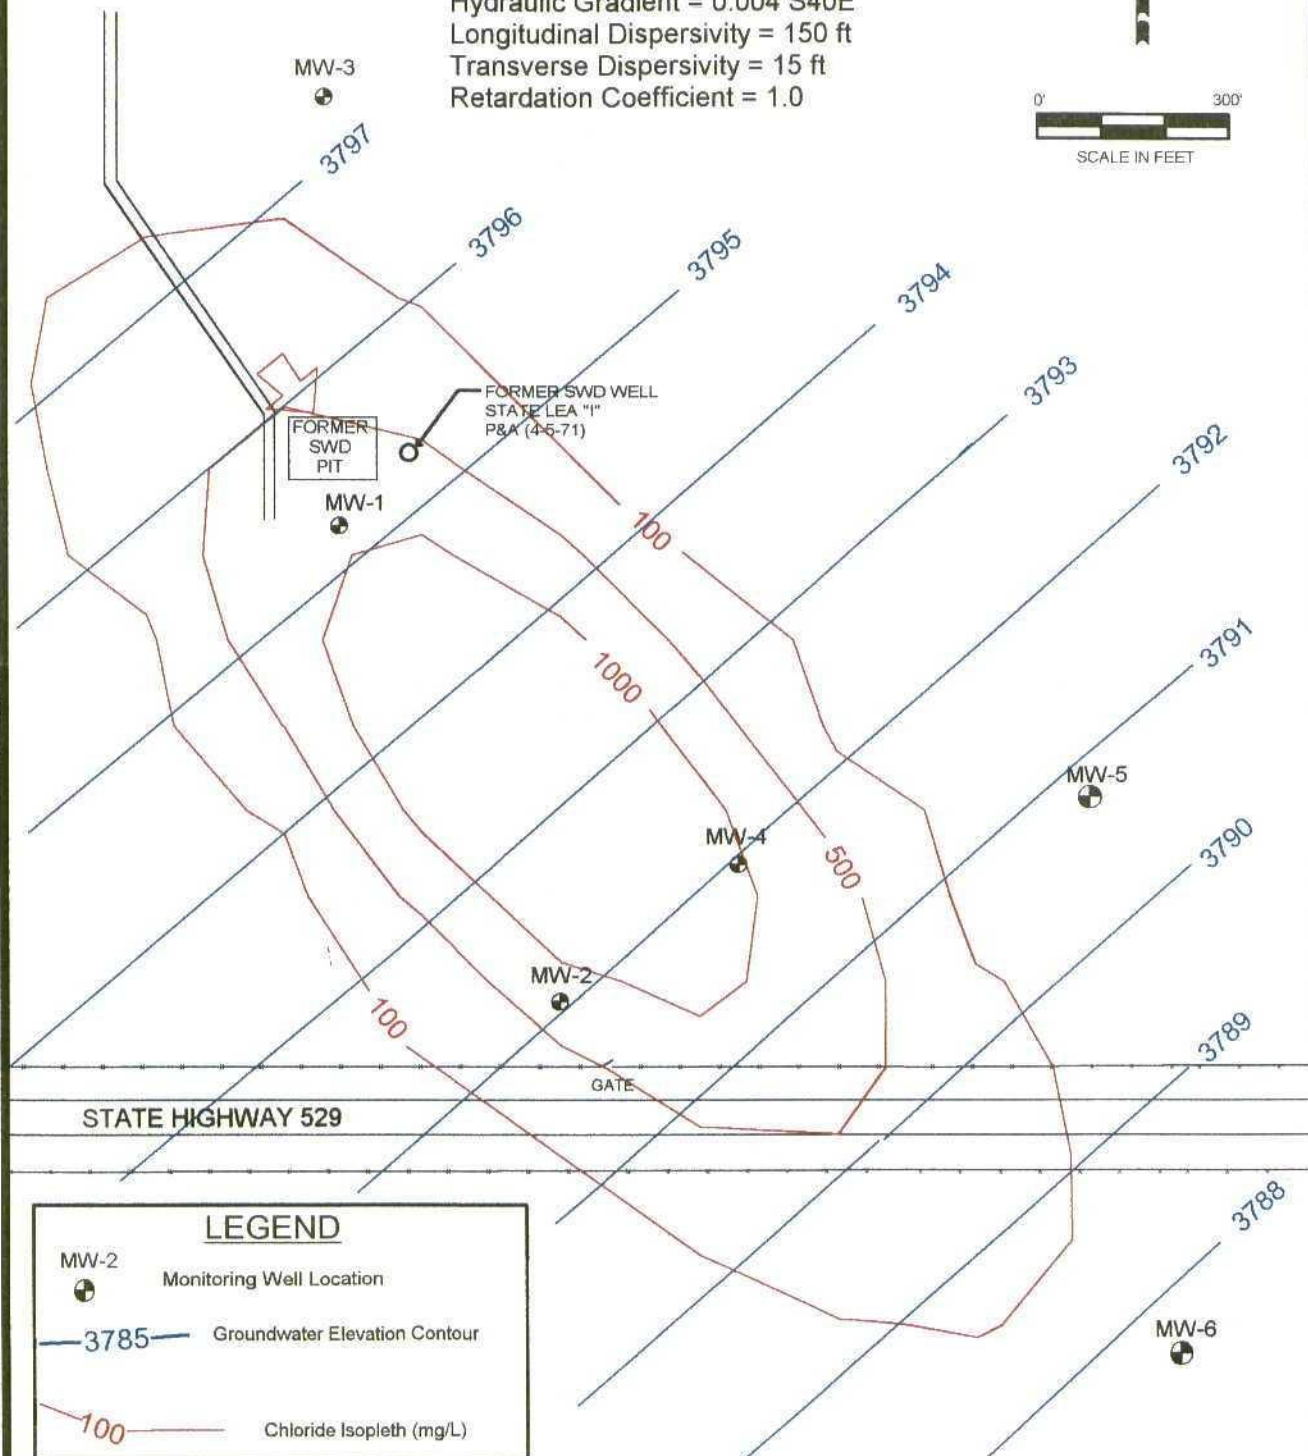 Hydraulic Gradient = 0.004 S40E
Longitudinal Dispersivity = 150 ft
Transverse Dispersivity = 15 ft
Retardation Coefficient = 1.0
0' 300'
SCALE IN FEET
MW-3
3797
3796
3795
3794
3793
3792
3791
3790
3789
3788
FORMER SWD WELL
STATE LEA "I"
P&A (4-5-71)
FORMER
SWD
PIT
MW-1
100
1000
MW-5
MW-4
500
MW-2
100
GATE
STATE HIGHWAY 529
LEGEND
MW-2
Monitoring Well Location
3785 Groundwater Elevation Contour
100 Chloride Isopleth (mg/L)
MW-6